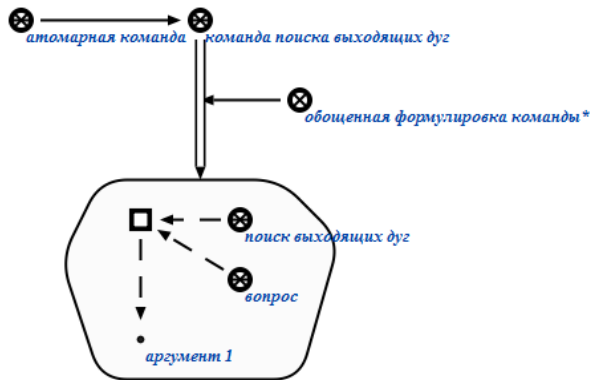 атомарная команда
команда поиска выходящих дуг
обощенная формулировка команды*
поиск выходящих дуг
вопрос
аргумент 1